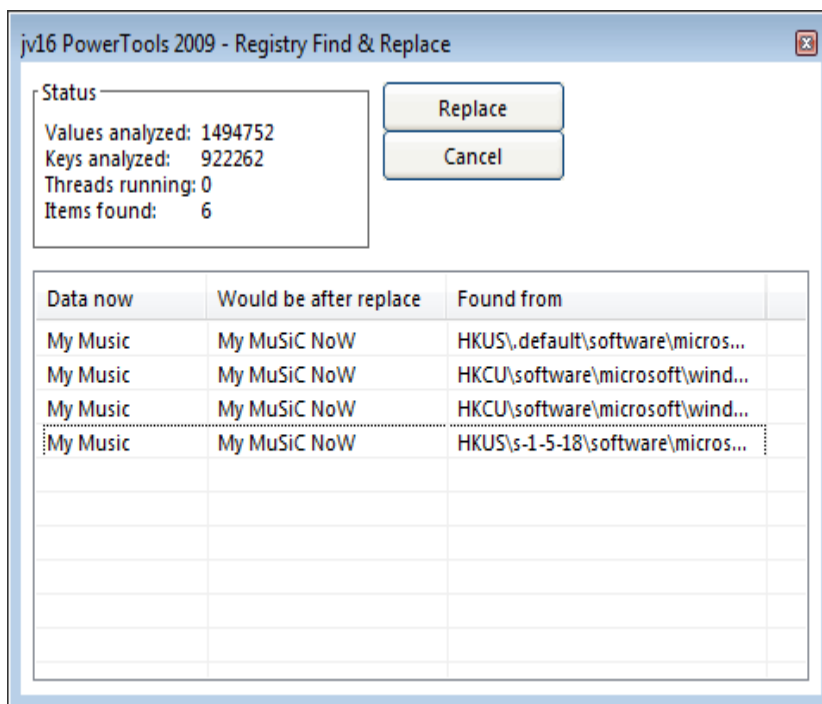 jv16 PowerTools 2009 - Registry Find & Replace
Status
Values analyzed: 1494752
Keys analyzed: 922262
Threads running: 0
Items found: 6
Replace
Cancel
Data now Would be after replace Found from
My Music My MuSiC NoW HKUS\.default\software\micros...
My Music My MuSiC NoW HKCU\software\microsoft\wind...
My Music My MuSiC NoW HKCU\software\microsoft\wind...
My Music My MuSiC NoW HKUS\s-1-5-18\software\micros...